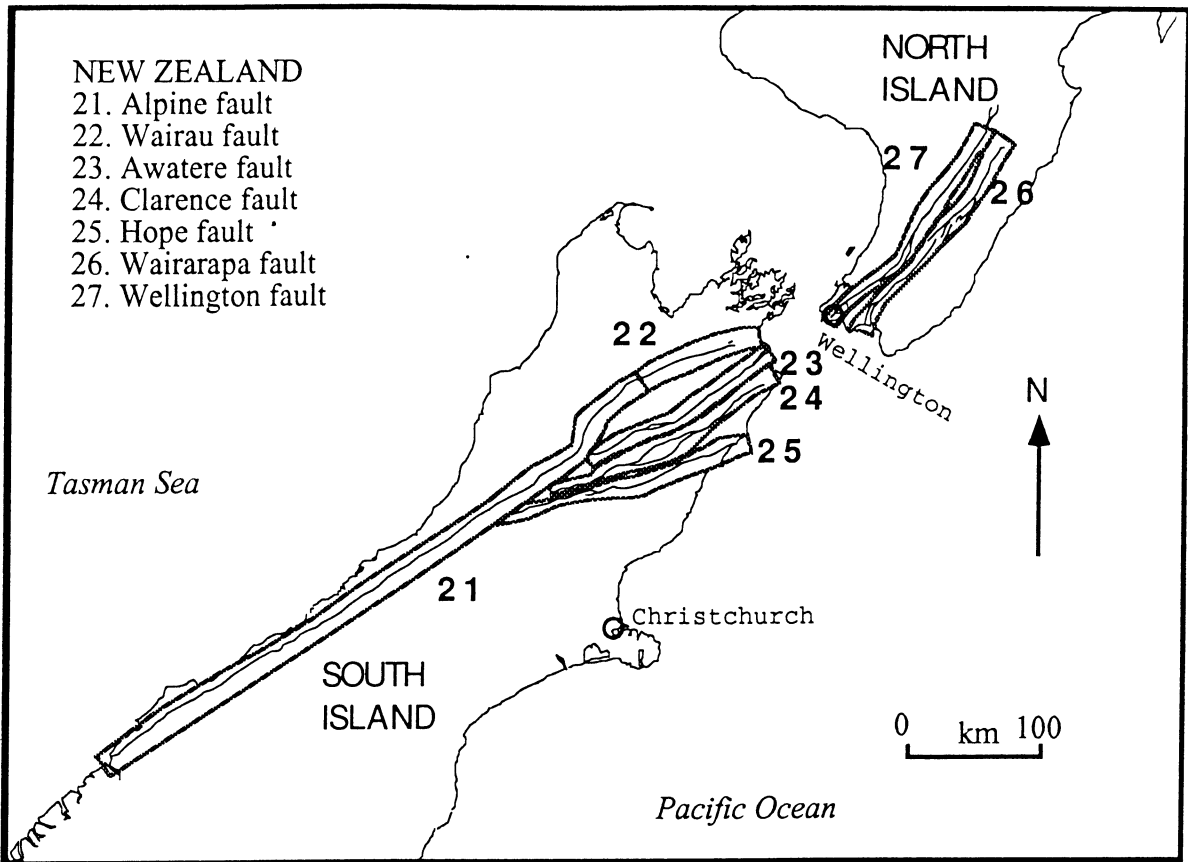 NEW ZEALAND
21. Alpine fault
22. Wairau fault
23. Awatere fault
24. Clarence fault
25. Hope fault
26. Wairarapa fault
27. Wellington fault
NORTH
ISLAND
27
26
22
Wellington
23
24
25
N
Tasman Sea
21
Christchurch
SOUTH
ISLAND
0 km 100
Pacific Ocean